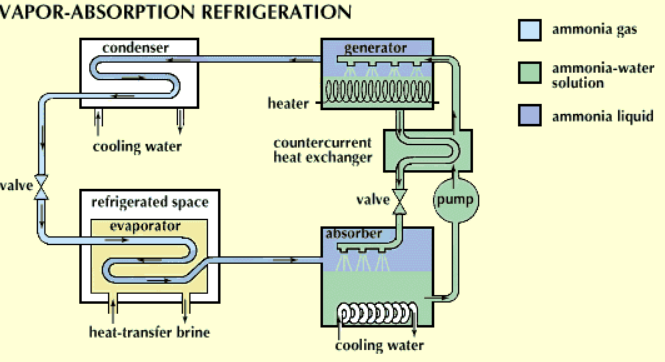 VAPOR-ABSORPTION REFRIGERATION
condenser
generator
ammonia gas
ammonia-water
solution
ammonia liquid
heater
cooling water
countercurrent
heat exchanger
valve
valve
pump
refrigerated space
evaporator
absorber
heat-transfer brine
cooling water